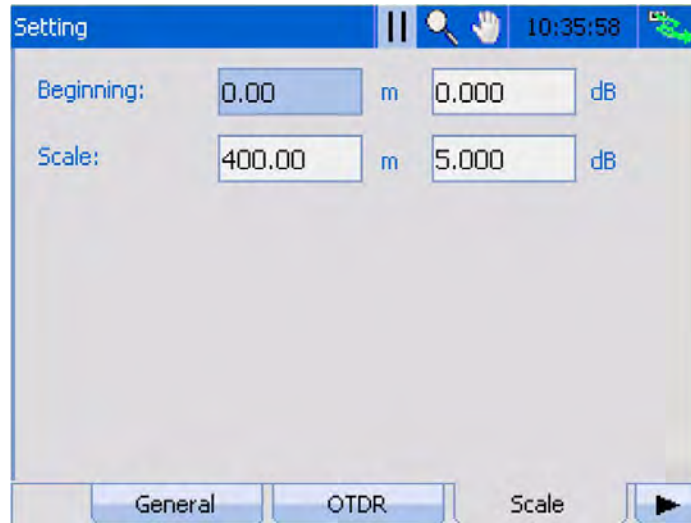 Setting 10:35:58
Beginning: 0.00 m 0.000 dB
Scale: 400.00 m 5.000 dB
General OTDR Scale